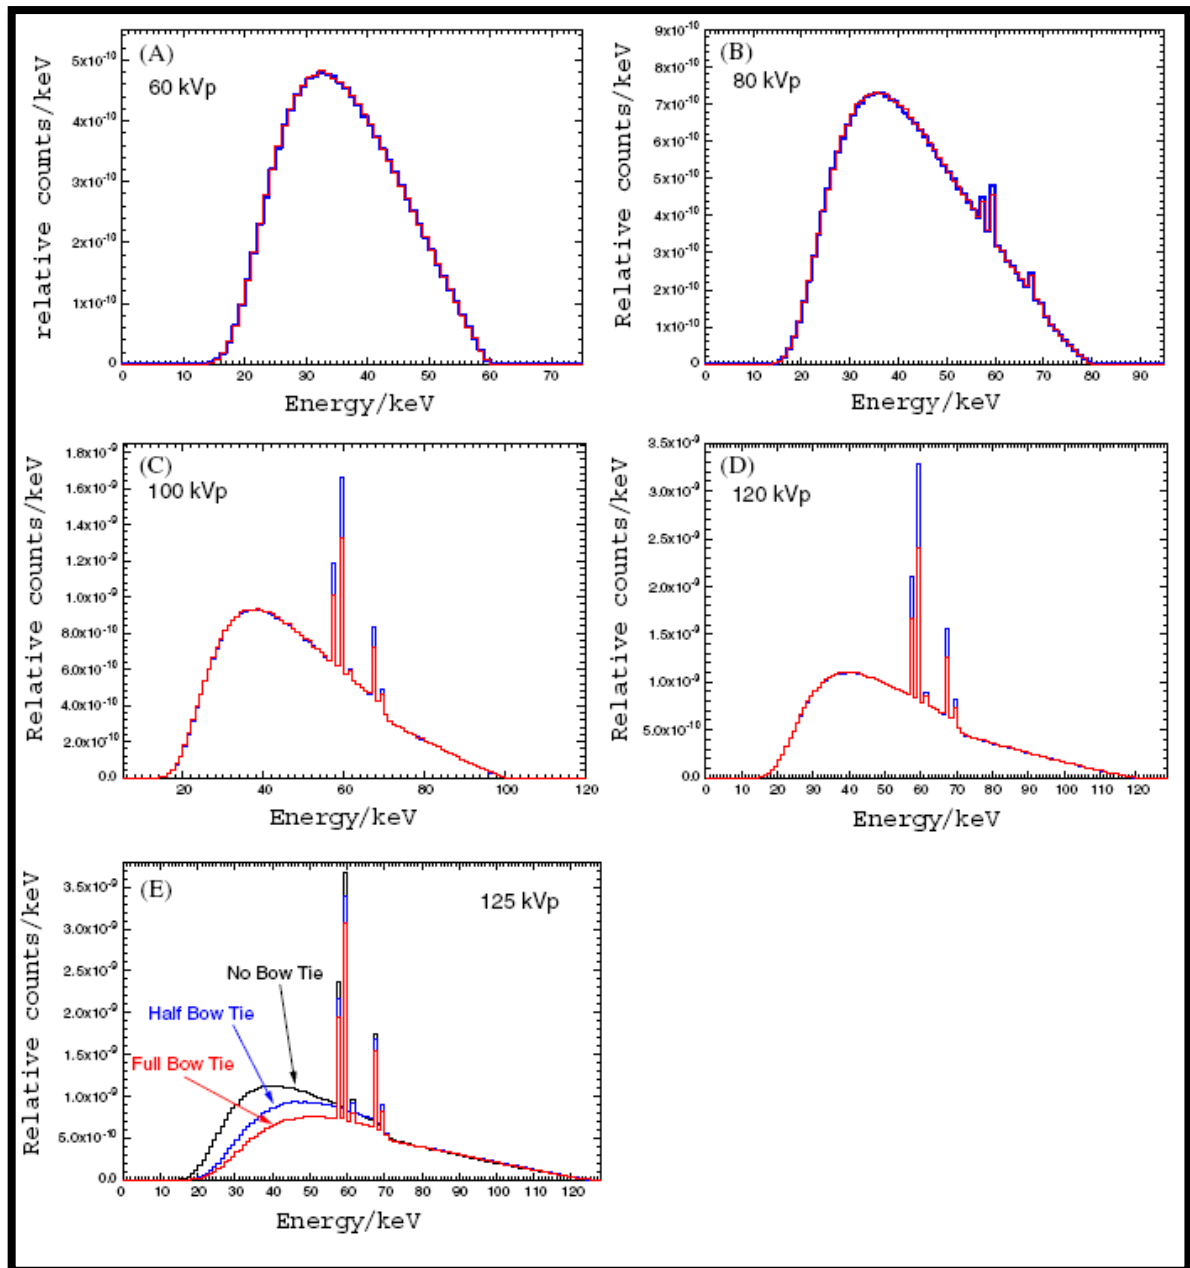 (A)
60 kVp
5x10-10
4x10-10
3x10-10
2x10-10
1x10-10
0
0 10 20 30 40 50 60 70
relative counts/keV
Energy/keV
(B)
80 kVp
9x10-10
8x10-10
7x10-10
6x10-10
5x10-10
4x10-10
3x10-10
2x10-10
1x10-10
0
0 10 20 30 40 50 60 70 80 90
Relative counts/keV
Energy/keV
(C)
100 kVp
1.8x10-9
1.6x10-9
1.4x10-9
1.2x10-9
1.0x10-9
8.0x10-10
6.0x10-10
4.0x10-10
2.0x10-10
0.0
20 40 60 80 100 120
Relative counts/keV
Energy/keV
(D)
120 kVp
3.5x10-9
3.0x10-9
2.5x10-9
2.0x10-9
1.5x10-9
1.0x10-9
5.0x10-10
0.0
0 10 20 30 40 50 60 70 80 90 100 110 120
Relative counts/keV
Energy/keV
(E)
125 kVp
3.5x10-9
3.0x10-9
2.5x10-9
2.0x10-9
1.5x10-9
1.0x10-9
5.0x10-10
0.0
No Bow Tie
Half Bow Tie
Full Bow Tie
0 10 20 30 40 50 60 70 80 90 100 110 120
Relative counts/keV
Energy/keV